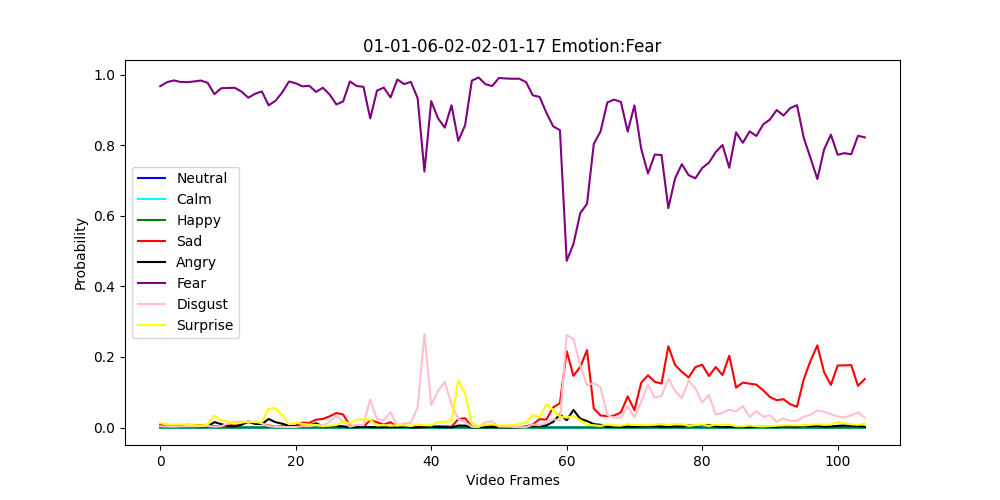 01-01-06-02-02-01-17 Emotion:Fear
1.0
0.8
0.6
0.4
0.2
0.0
Probability
Neutral
Calm
Happy
Sad
Angry
Fear
Disgust
Surprise
0 20 40 60 80 100
Video Frames